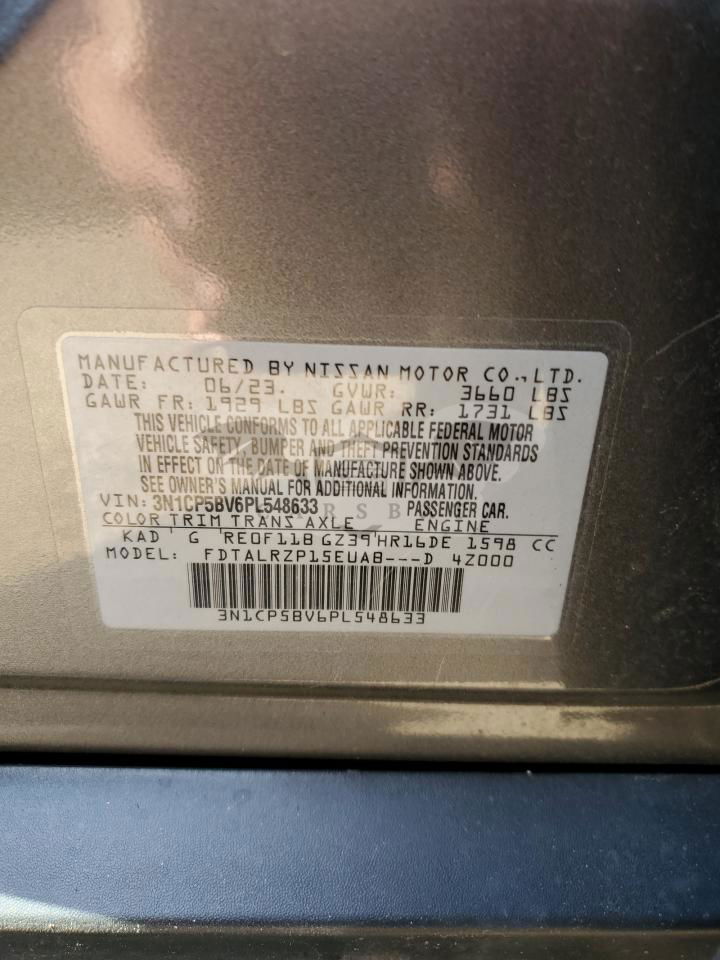 MANUFACTURED BY NISSAN MOTOR CO.,LTD.
DATE: 06/23. GVWR: 3660 LBS
GAWR FR: 1929 LBS GAWR RR: 1731 LBS
THIS VEHICLE CONFORMS TO ALL APPLICABLE FEDERAL MOTOR
VEHICLE SAFETY, BUMPER AND THEFT PREVENTION STANDARDS
IN EFFECT ON THE DATE OF MANUFACTURE SHOWN ABOVE.
SEE OWNER'S MANUAL FOR ADDITIONAL INFORMATION.
VIN: 3N1CP5BV6PL548633 PASSENGER CAR.
COLOR TRIM TRANS AXLE ENGINE
KAD G RE0F11B GZ39 HR16DE 1598 CC
MODEL: FDTALRZP15EUAB---D 4Z000
3N1CP5BV6PL548633